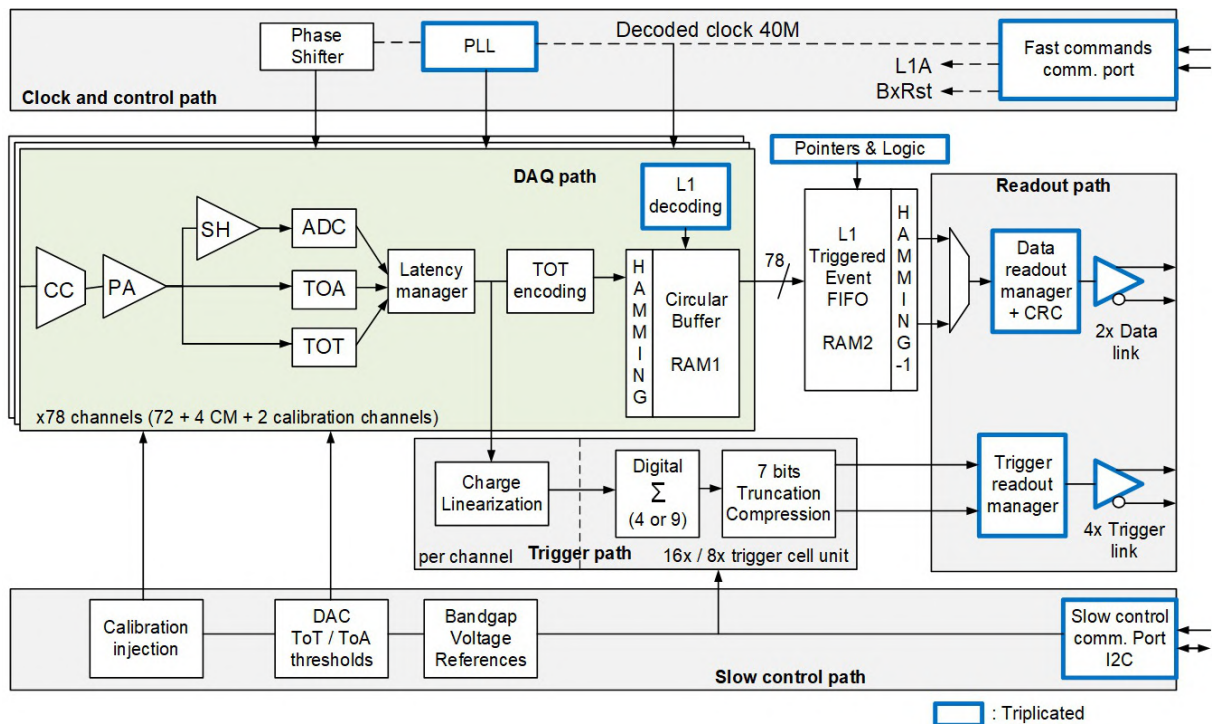 Phase
Shifter
PLL
Decoded clock 40M
L1A
BxRst
Fast commands
comm. port
Clock and control path
Pointers & Logic
DAQ path
L1
decoding
Readout path
CC
PA
SH
ADC
TOA
TOT
Latency
manager
TOT
encoding
HAMMING
Circular
Buffer
RAM1
78
L1
Triggered
Event
FIFO
RAM2
HAMMING
-1
Data
readout
manager
+ CRC
2x Data
link
x78 channels (72 + 4 CM + 2 calibration channels)
Charge
Linearization
Digital
Σ
(4 or 9)
7 bits
Truncation
Compression
Trigger
readout
manager
4x Trigger
link
per channel
Trigger path
16x / 8x trigger cell unit
Calibration
injection
DAC
ToT / ToA
thresholds
Bandgap
Voltage
References
Slow control
comm. Port
I2C
Slow control path
: Triplicated